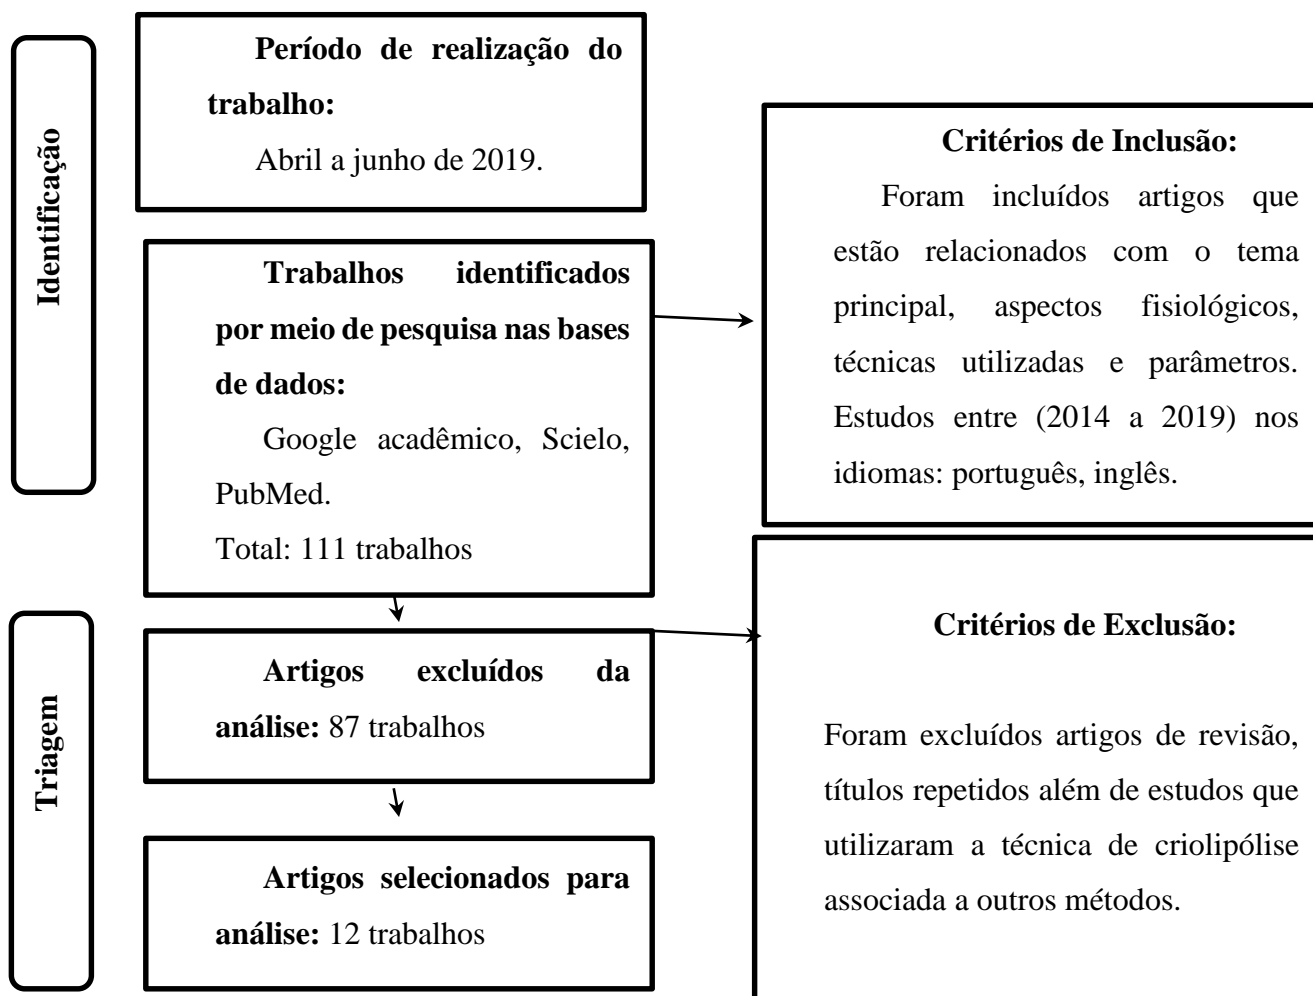 Identificação
Período de realização do
trabalho:
Abril a junho de 2019.
Trabalhos identificados
por meio de pesquisa nas bases
de dados:
Google acadêmico, Scielo,
PubMed.
Total: 111 trabalhos
Critérios de Inclusão:
Foram incluídos artigos que
estão relacionados com o tema
principal, aspectos fisiológicos,
técnicas utilizadas e parâmetros.
Estudos entre (2014 a 2019) nos
idiomas: português, inglês.
Triagem
Artigos excluídos da
análise: 87 trabalhos
Artigos selecionados para
análise: 12 trabalhos
Critérios de Exclusão:
Foram excluídos artigos de revisão,
títulos repetidos além de estudos que
utilizaram a técnica de criolipólise
associada a outros métodos.